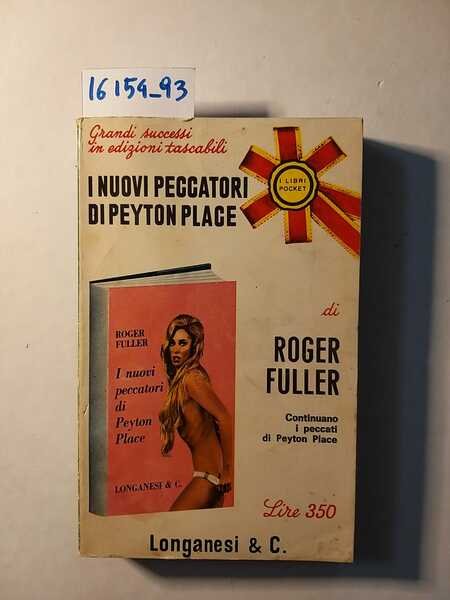 16154_93
Grandi successi
in edizioni tascabili
I NUOVI PECCATORI
DI PEYTON PLACE
I LIBRI
POCKET
di
ROGER
FULLER
Continuano
i peccati
di Peyton Place
ROGER
FULLER
I nuovi
peccatori
di
Peyton
Place
LONGANESI & C.
Lire 350
Longanesi & C.